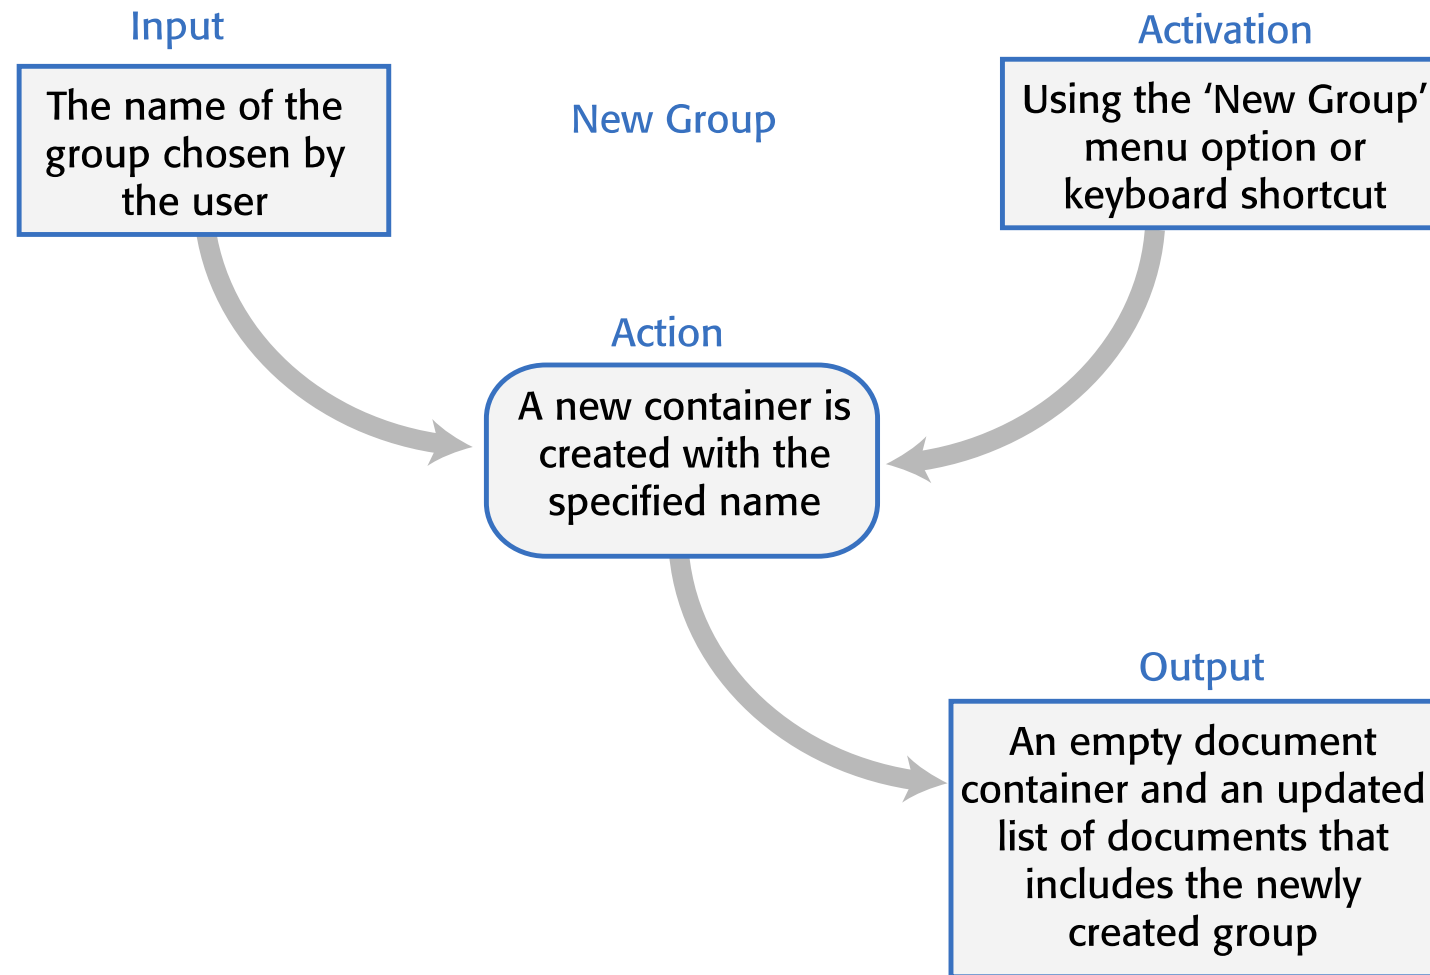 Input
The name of the
group chosen by
the user
New Group
Activation
Using the ‘New Group’
menu option or
keyboard shortcut
Action
A new container is
created with the
specified name
Output
An empty document
container and an updated
list of documents that
includes the newly
created group